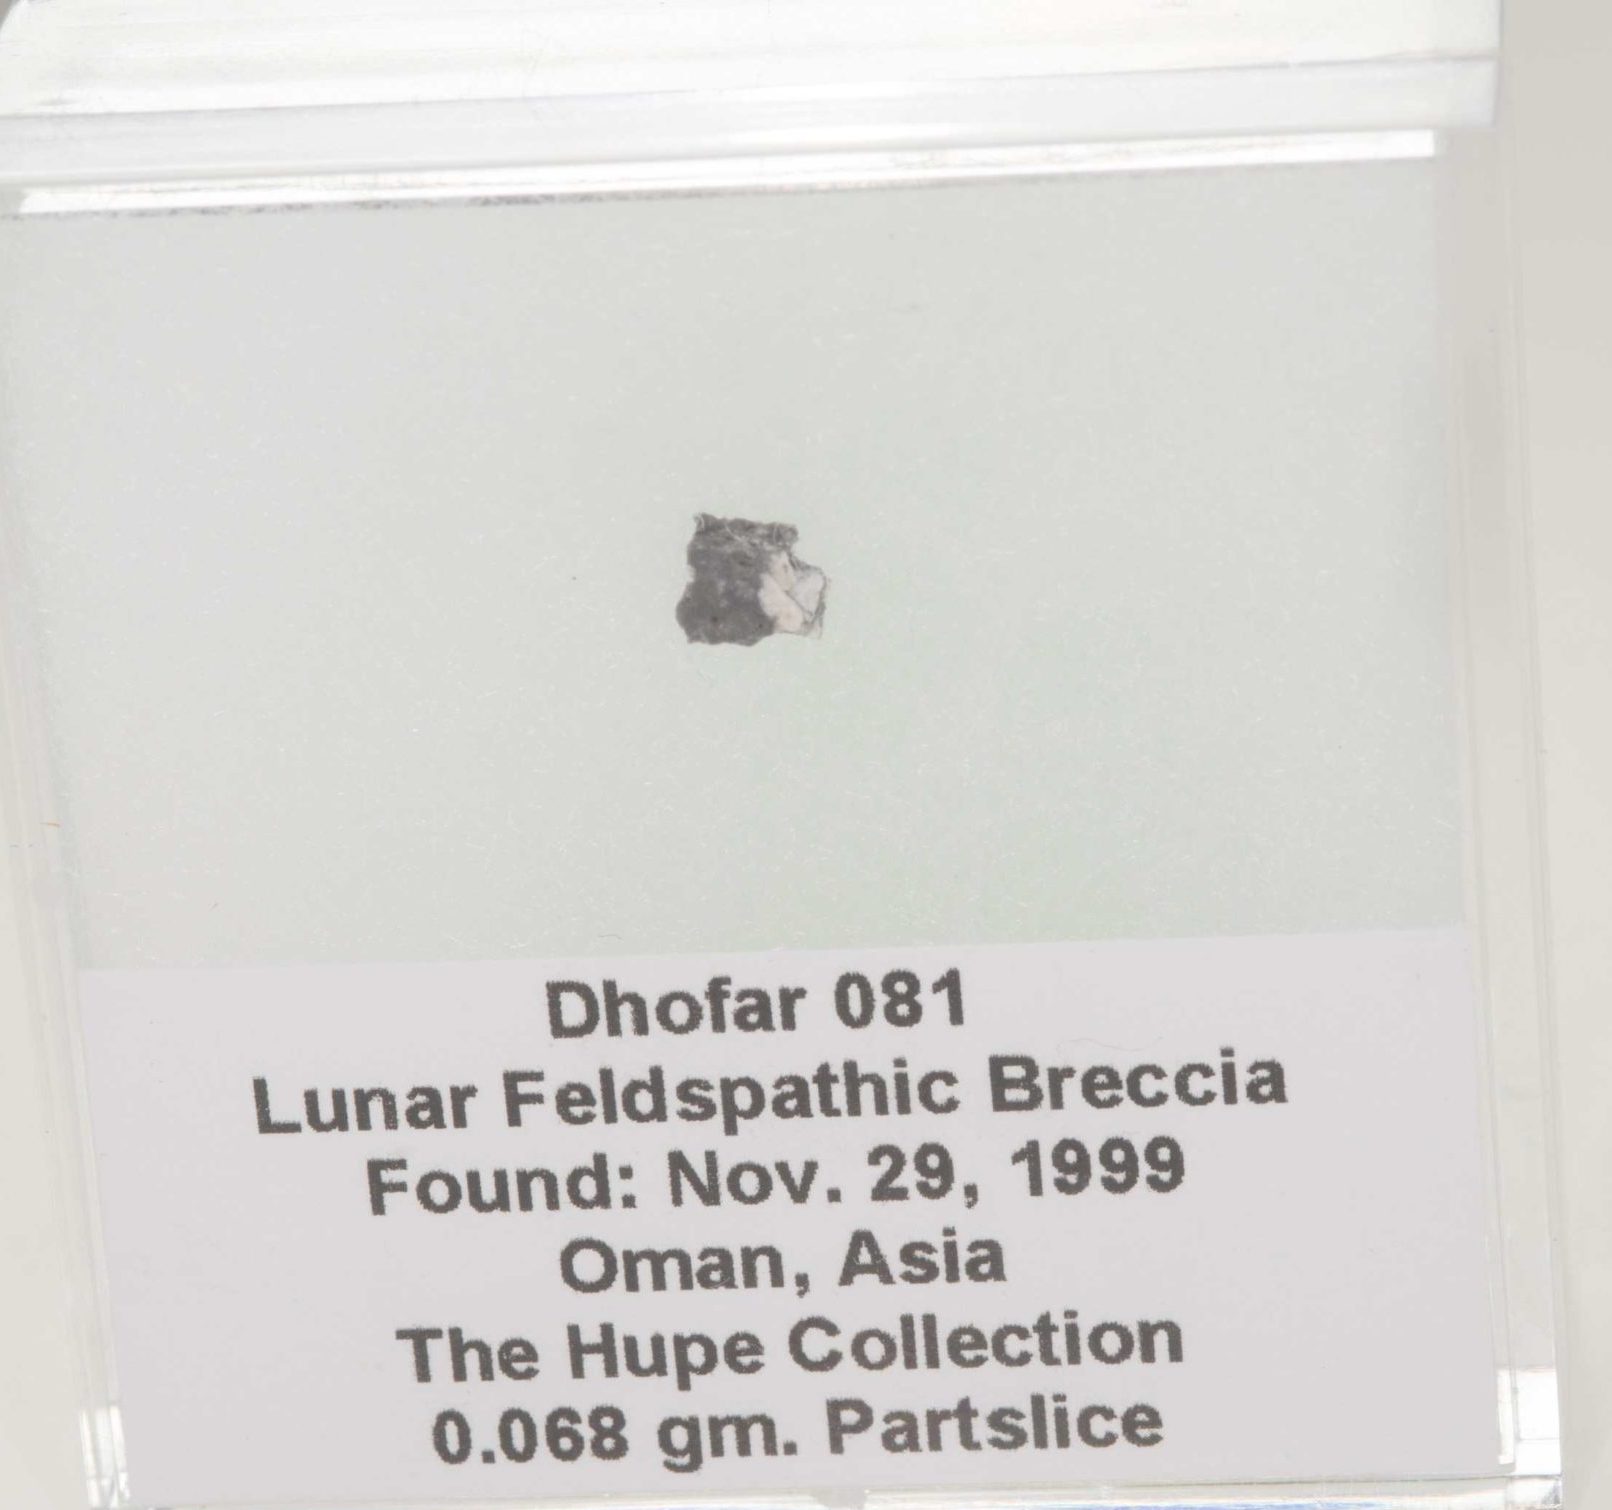 Dhofar 081
Lunar Feldspathic Breccia
Found: Nov. 29, 1999
Oman, Asia
The Hupe Collection
0.068 gm. Partslice